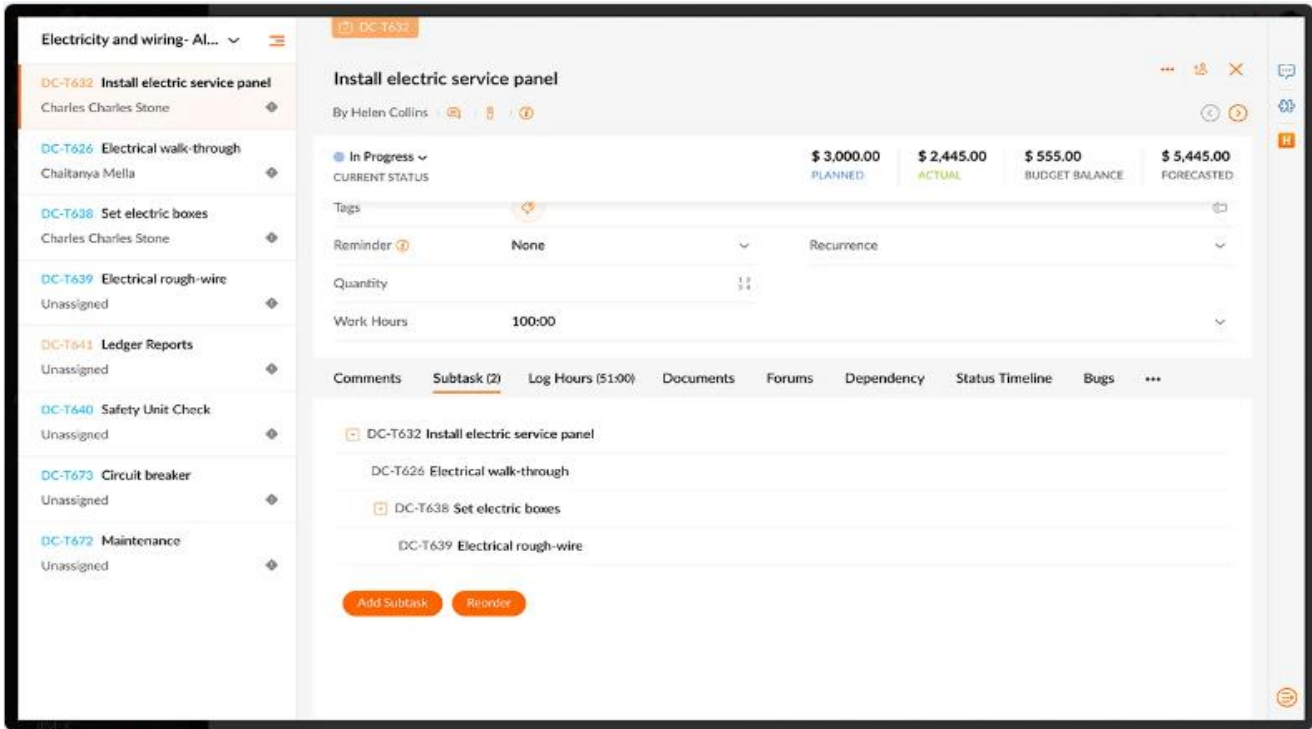 Electricity and wiring- Al...
DC-T632 Install electric service panel
Charles Charles Stone
DC-T626 Electrical walk-through
Chaitanya Mella
DC-T638 Set electric boxes
Charles Charles Stone
DC-T639 Electrical rough-wire
Unassigned
DC-T641 Ledger Reports
Unassigned
DC-T640 Safety Unit Check
Unassigned
DC-T673 Circuit breaker
Unassigned
DC-T672 Maintenance
Unassigned
DC-T632
Install electric service panel
By Helen Collins
In Progress
CURRENT STATUS
$ 3,000.00
PLANNED
$ 2,445.00
ACTUAL
$ 555.00
BUDGET BALANCE
$ 5,445.00
FORECASTED
H
Tags
Reminder None Recurrence
Quantity
Work Hours 100:00
Comments Subtask (2) Log Hours (51:00) Documents Forums Dependency Status Timeline Bugs •••
DC-T632 Install electric service panel
DC-T626 Electrical walk-through
DC-T638 Set electric boxes
DC-T639 Electrical rough-wire
Add Subtask Reorder